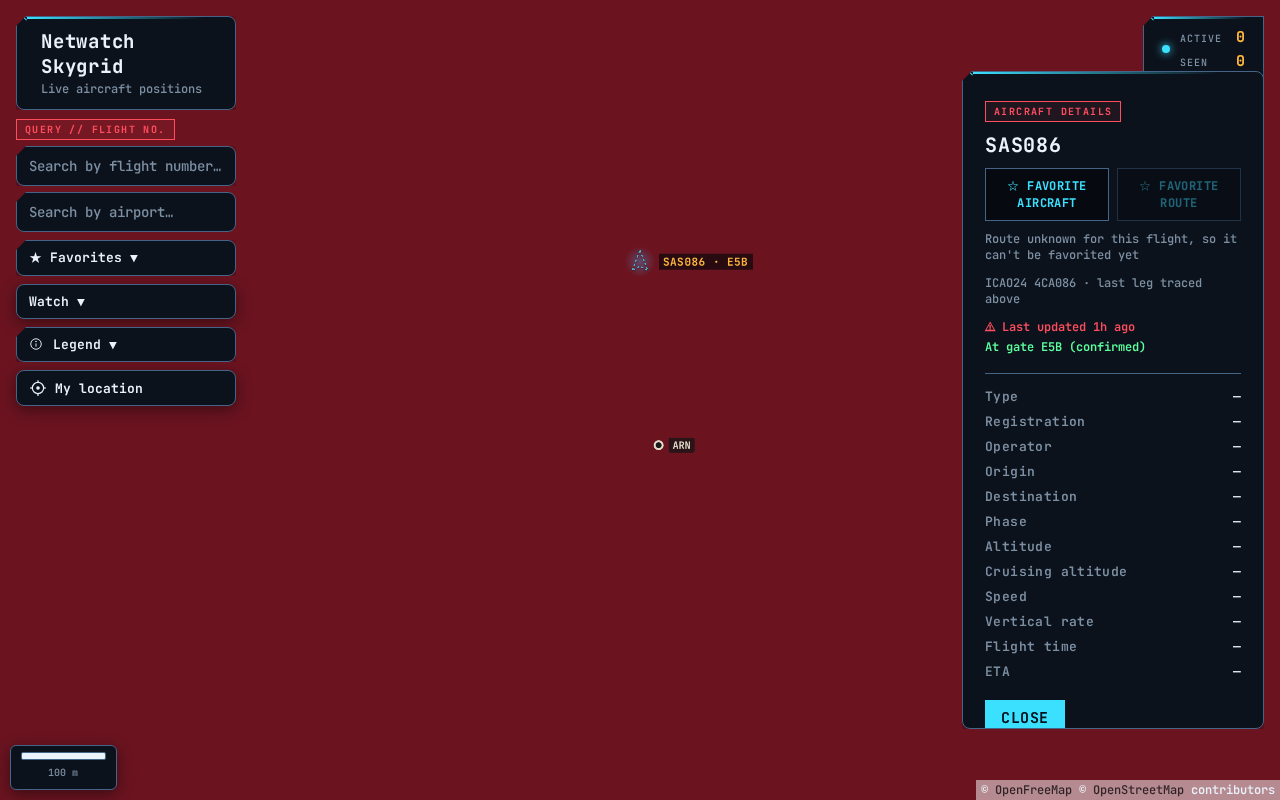 Netwatch
Skygrid
Live aircraft positions
QUERY // FLIGHT NO.
Search by flight number…
Search by airport…
★ Favorites ▼
Watch ▼
ⓘ Legend ▼
My location
ACTIVE 0
SEEN 0
AIRCRAFT DETAILS
SAS086
☆ FAVORITE AIRCRAFT
☆ FAVORITE ROUTE
Route unknown for this flight, so it
can't be favorited yet
ICAO24 4CA086 · last leg traced
above
⚠ Last updated 1h ago
At gate E5B (confirmed)
Type —
Registration —
Operator —
Origin —
Destination —
Phase —
Altitude —
Cruising altitude —
Speed —
Vertical rate —
Flight time —
ETA —
CLOSE
SAS086 · E5B
ARN
100 m
© OpenFreeMap © OpenStreetMap contributors